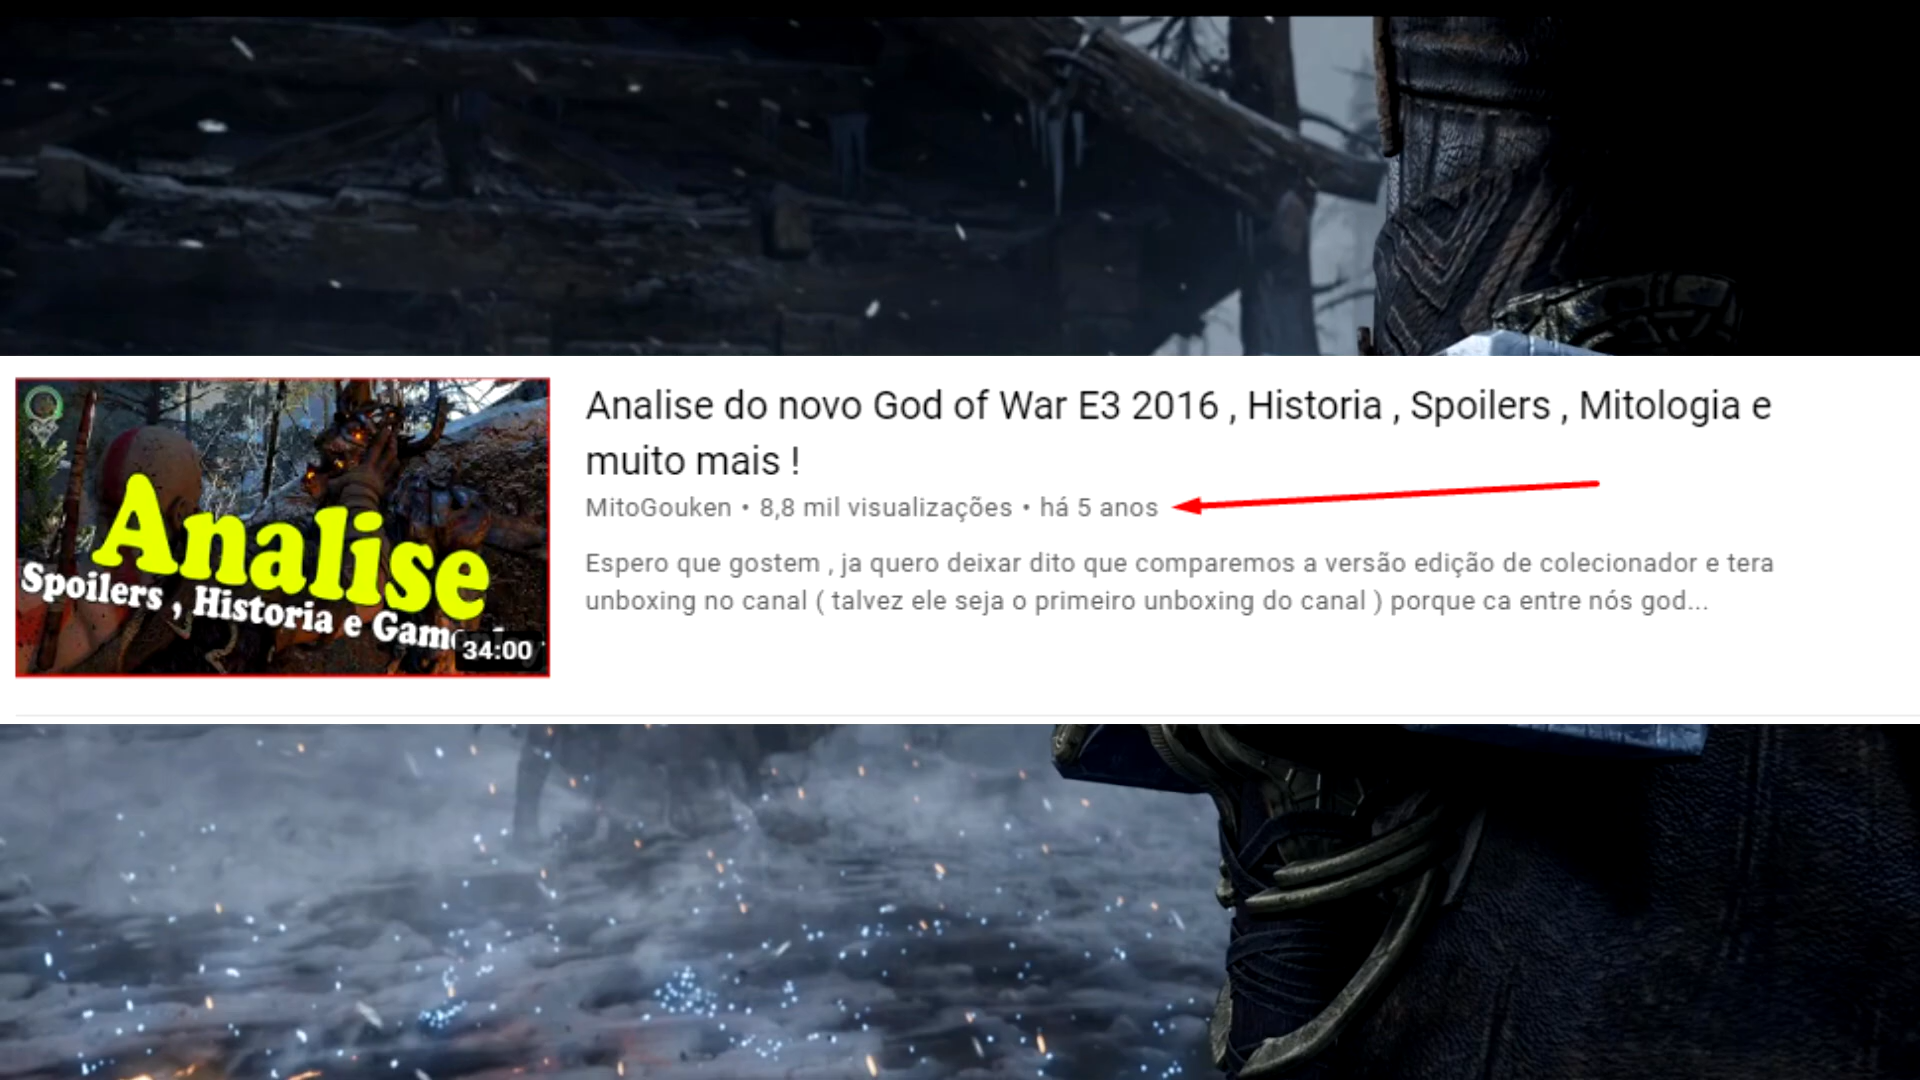 Analise do novo God of War E3 2016 , Historia , Spoilers , Mitologia e
muito mais !
MitoGouken • 8,8 mil visualizações • há 5 anos
Espero que gostem , ja quero deixar dito que comparemos a versão edição de colecionador e tera
unboxing no canal ( talvez ele seja o primeiro unboxing do canal ) porque ca entre nós god...
Analise
Spoilers , Historia e
34:00